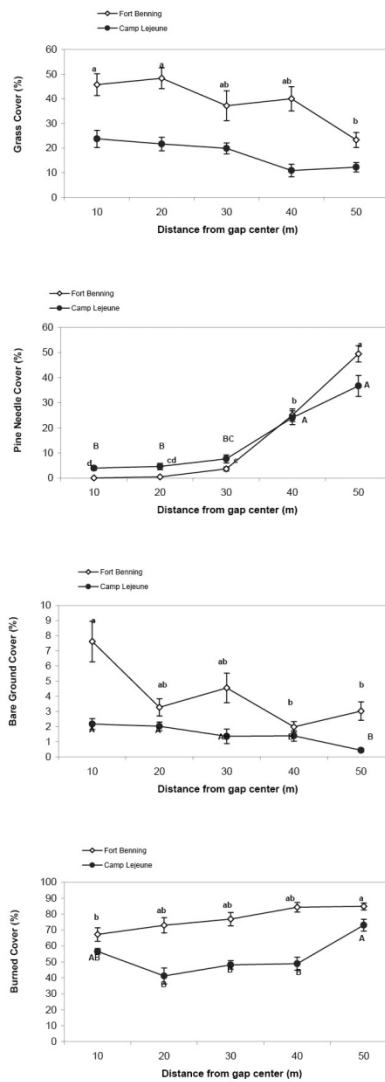 Fort Benning
Camp Lejeune
Grass Cover (%)
60
50
40
30
20
10
0
a
a
ab
ab
b
10 20 30 40 50
Distance from gap center (m)
Fort Benning
Camp Lejeune
Pine Needle Cover (%)
60
50
40
30
20
10
0
a
b
A
A
B B BC
d cd c
10 20 30 40 50
Distance from gap center (m)
Fort Benning
Camp Lejeune
Bare Ground Cover (%)
10
9
8
7
6
5
4
3
2
1
0
a
ab
ab
b
b
A A A B
10 20 30 40 50
Distance from gap center (m)
Fort Benning
Camp Lejeune
Burned Cover (%)
100
90
80
70
60
50
40
30
20
10
0
b
ab
ab
ab
a
AB B B B A
10 20 30 40 50
Distance from gap center (m)